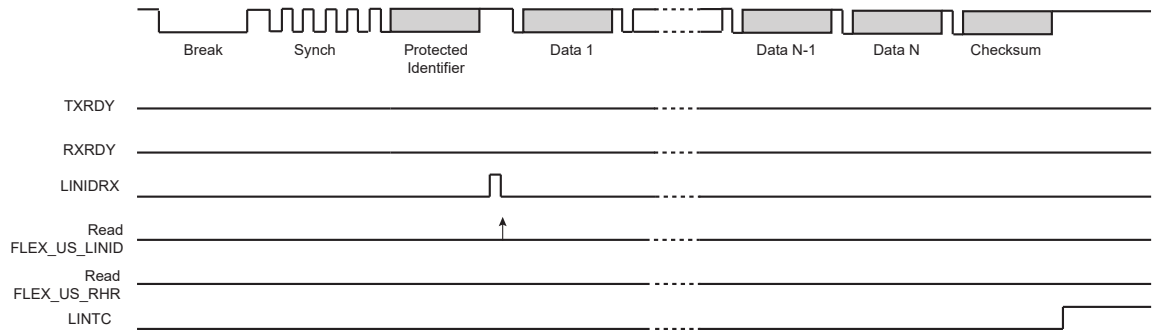 Break
Synch
Protected
Identifier
Data 1
Data N-1
Data N
Checksum
TXRDY
RXRDY
LINIDRX
Read
FLEX_US_LINID
Read
FLEX_US_RHR
LINTC